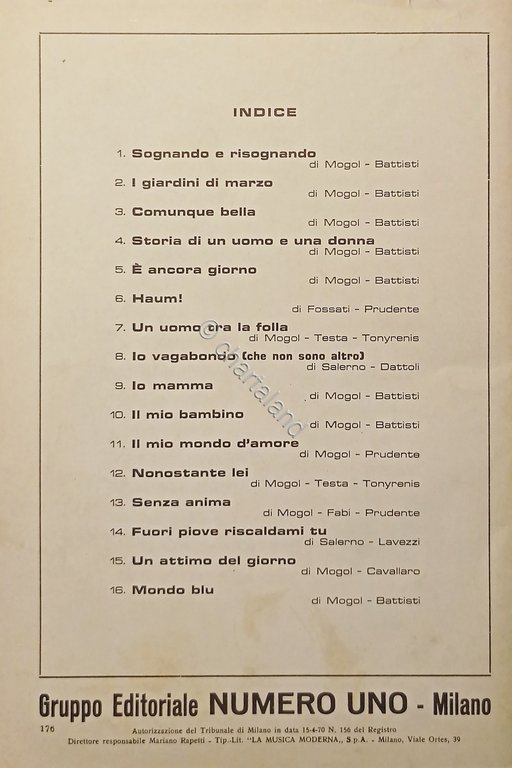 INDICE
1. Sognando e risognando
di Mogol - Battisti
2. I giardini di marzo
di Mogol - Battisti
3. Comunque bella
di Mogol - Battisti
4. Storia di un uomo e una donna
di Mogol - Battisti
5. È ancora giorno
di Mogol - Battisti
6. Haum!
di Fossati - Prudente
7. Un uomo tra la folla
di Mogol - Testa - Tonyrenis
8. Io vagabondo (che non sono altro)
di Salerno - Dattoli
9. Io mamma
di Mogol - Battisti
10. Il mio bambino
di Mogol - Battisti
11. Il mio mondo d'amore
di Mogol - Prudente
12. Nonostante lei
di Mogol - Testa - Tonyrenis
13. Senza anima
di Mogol - Fabi - Prudente
14. Fuori piove riscaldami tu
di Salerno - Lavezzi
15. Un attimo del giorno
di Mogol - Cavallaro
16. Mondo blu
di Mogol - Battisti
© chartaland
Gruppo Editoriale NUMERO UNO - Milano
176
Autorizzazione del Tribunale di Milano in data 15-4-70 N. 156 del Registro
Direttore responsabile Mariano Rapetti - Tip.-Lit. "LA MUSICA MODERNA,, S.p.A. - Milano, Viale Ortes, 39